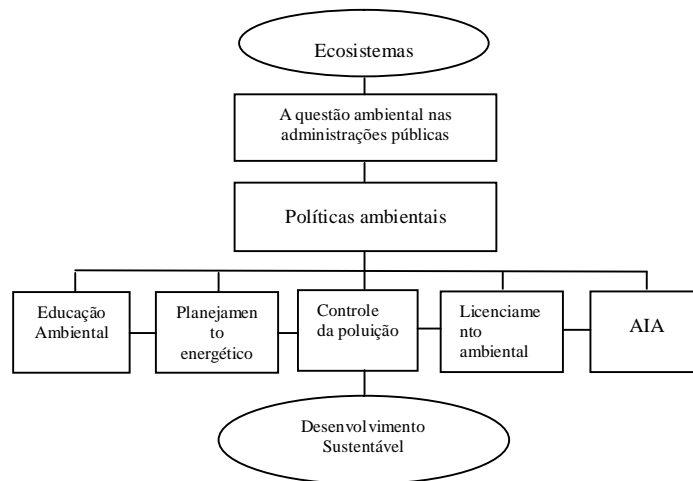 Ecosistemas
A questão ambiental nas
administrações públicas
Políticas ambientais
Educação
Ambiental
Planejamen
to
energético
Controle
da poluição
Licenciame
nto
ambiental
AIA
Desenvolvimento
Sustentável